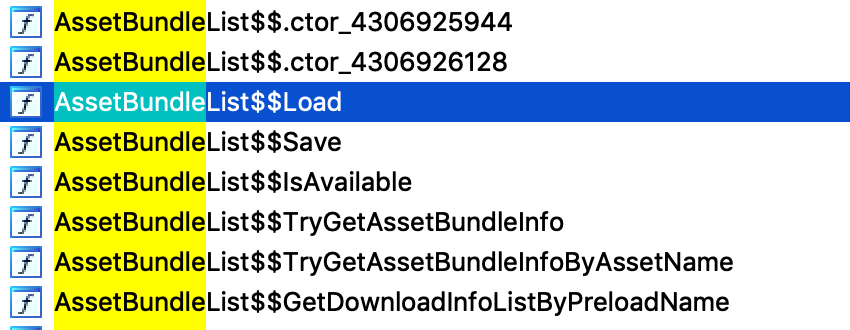 AssetBundleList$$.ctor_4306925944
AssetBundleList$$.ctor_4306926128
AssetBundleList$$Load
AssetBundleList$$Save
AssetBundleList$$IsAvailable
AssetBundleList$$TryGetAssetBundleInfo
AssetBundleList$$TryGetAssetBundleInfoByAssetName
AssetBundleList$$GetDownloadInfoListByPreloadName